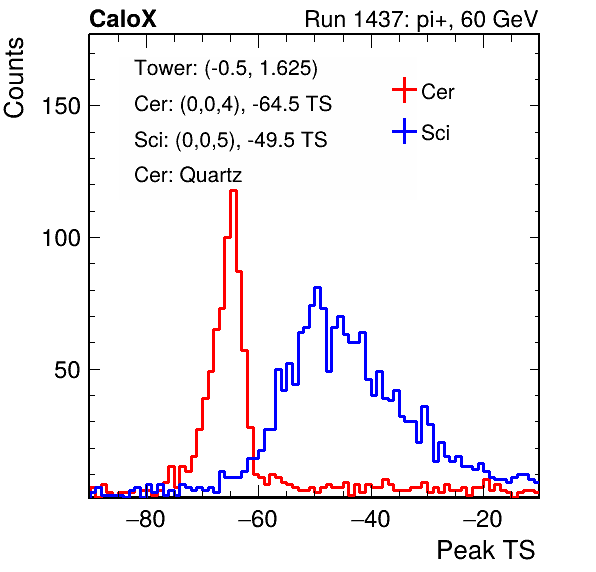 CaloX Run 1437: pi+, 60 GeV
Counts
Tower: (-0.5, 1.625)
Cer: (0,0,4), -64.5 TS
Sci: (0,0,5), -49.5 TS
Cer: Quartz
Cer
Sci
150
100
50
−80 −60 −40 −20
Peak TS